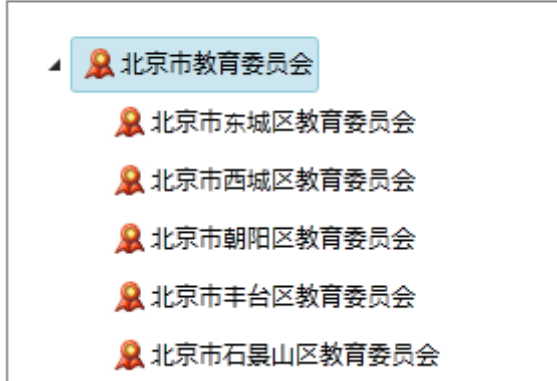 北京市教育委员会
北京市东城区教育委员会
北京市西城区教育委员会
北京市朝阳区教育委员会
北京市丰台区教育委员会
北京市石景山区教育委员会